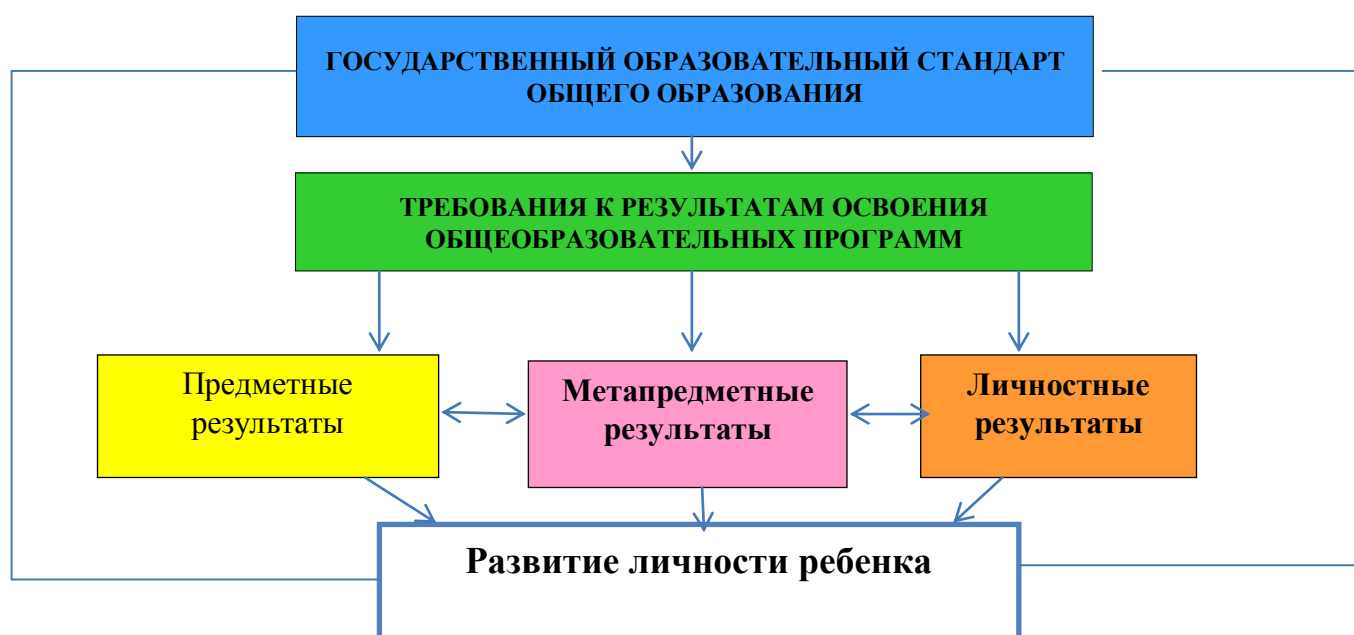 ГОСУДАРСТВЕННЫЙ ОБРАЗОВАТЕЛЬНЫЙ СТАНДАРТ
ОБЩЕГО ОБРАЗОВАНИЯ
ТРЕБОВАНИЯ К РЕЗУЛЬТАТАМ ОСВОЕНИЯ
ОБЩЕОБРАЗОВАТЕЛЬНЫХ ПРОГРАММ
Предметные
результаты
Метапредметные
результаты
Личностные
результаты
Развитие личности ребенка